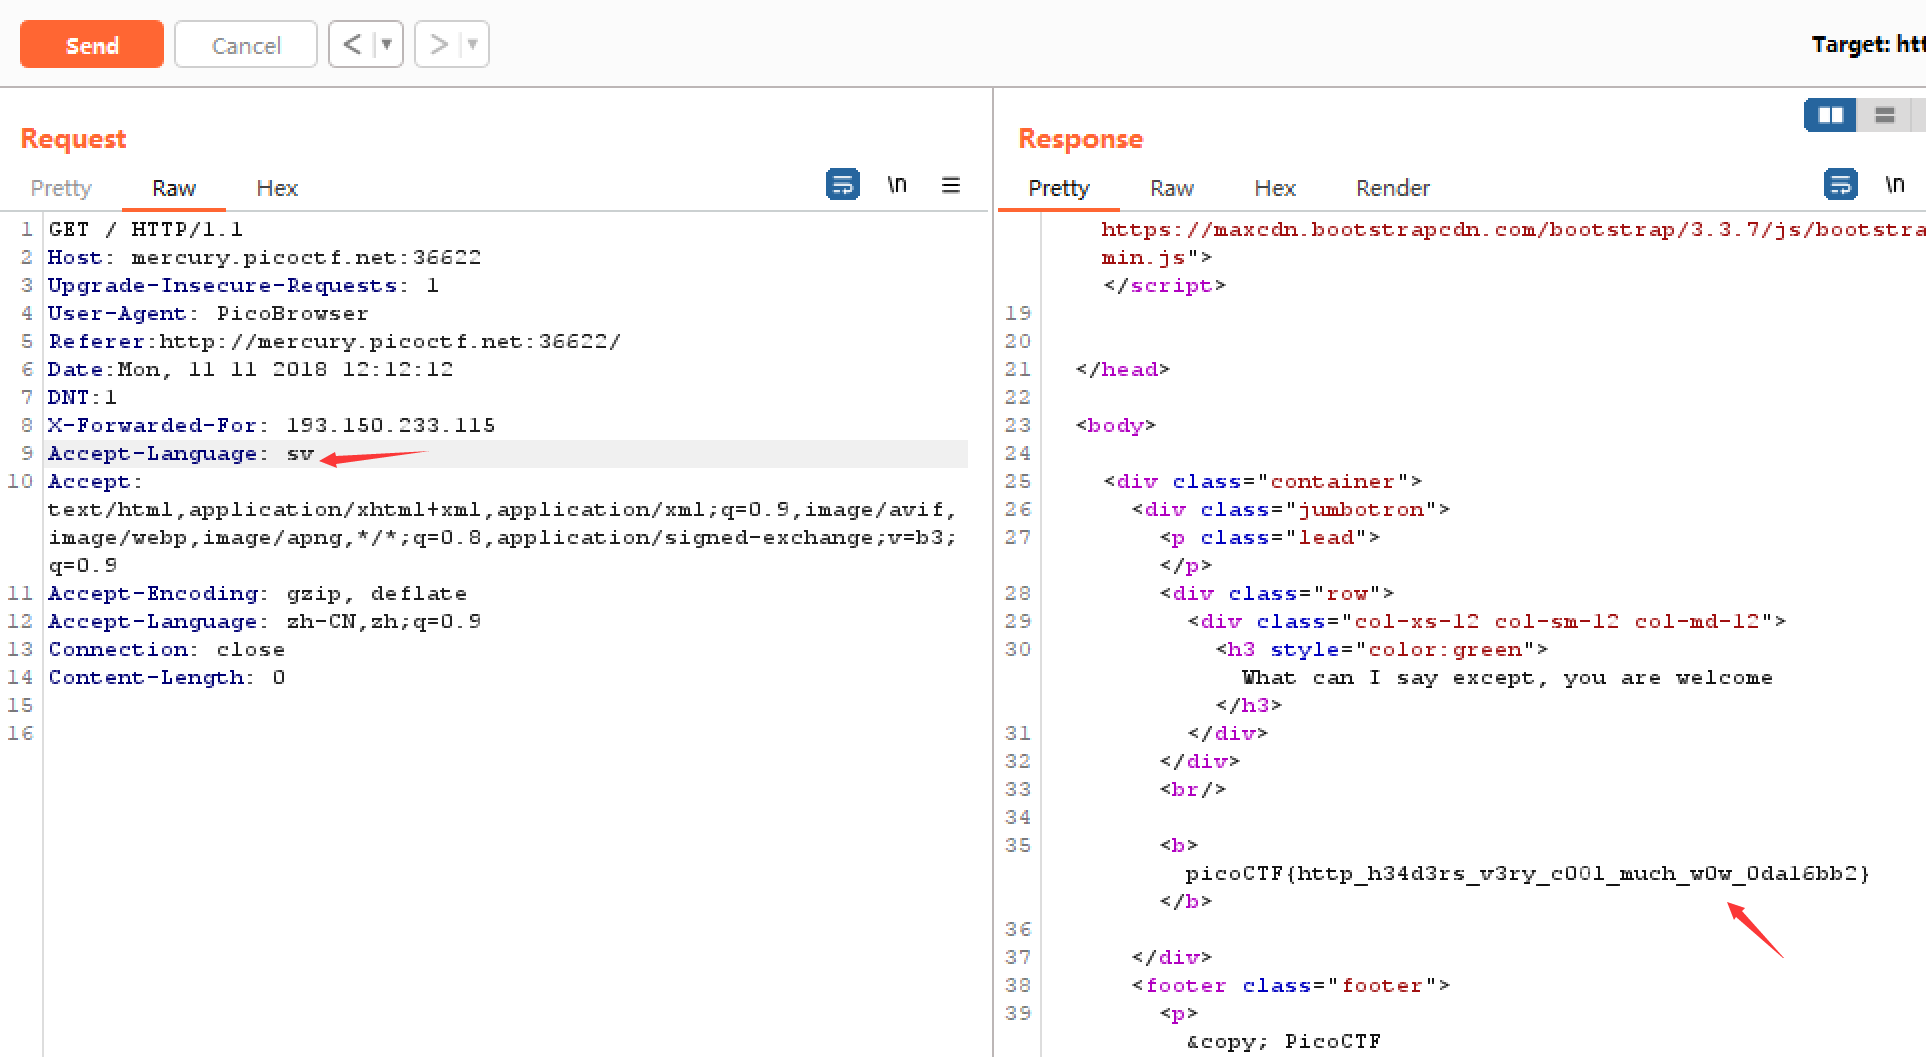 Send
Cancel
< ▼
> ▼
Target: htt
Request
Pretty Raw Hex
\n
1 GET / HTTP/1.1
2 Host: mercury.picoctf.net:36622
3 Upgrade-Insecure-Requests: 1
4 User-Agent: PicoBrowser
5 Referer:http://mercury.picoctf.net:36622/
6 Date:Mon, 11 11 2018 12:12:12
7 DNT:1
8 X-Forwarded-For: 193.150.233.115
9 Accept-Language: sv
10 Accept:
text/html,application/xhtml+xml,application/xml;q=0.9,image/avif,
image/webp,image/apng,*/*;q=0.8,application/signed-exchange;v=b3;
q=0.9
11 Accept-Encoding: gzip, deflate
12 Accept-Language: zh-CN,zh;q=0.9
13 Connection: close
14 Content-Length: 0
15
16
Response
Pretty Raw Hex Render
\n
https://maxcdn.bootstrapcdn.com/bootstrap/3.3.7/js/bootstra
min.js">
</script>
19
20
21 </head>
22
23 <body>
24
25 <div class="container">
26 <div class="jumbotron">
27 <p class="lead">
</p>
28 <div class="row">
29 <div class="col-xs-12 col-sm-12 col-md-12">
30 <h3 style="color:green">
What can I say except, you are welcome
</h3>
31 </div>
32 </div>
33 <br/>
34
35 <b>
picoCTF{http_h34d3rs_v3ry_c00l_much_w0w_0da16bb2}
</b>
36
37 </div>
38 <footer class="footer">
39 <p>
&copy; PicoCTF